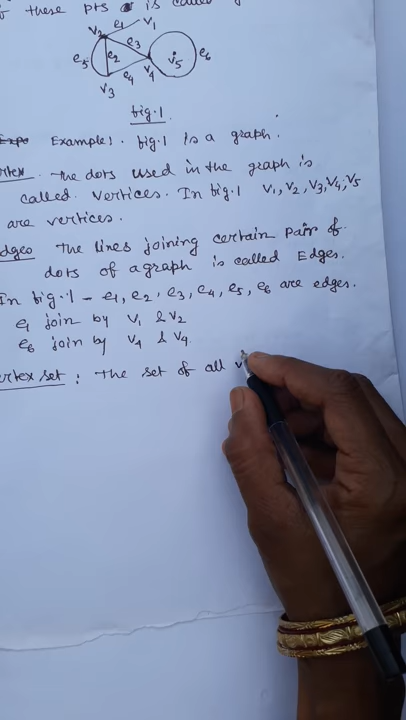 f these pts is called
V₁
e₁
V₂
e₃
e₂
e₅
e₄
V₄
V₅
e₆
V₃
fig.1
Example: fig.1 is a graph.
rtex. The dots used in the graph is
called vertices. In fig.1 V₁, V₂, V₃, V₄, V₅
are vertices.
dges The lines joining certain pair of
dots of a graph is called Edges.
In fig.1 - e₁, e₂, e₃, e₄, e₅, e₆ are edges.
e₁ join by V₁ & V₂
e₆ join by V₄ & V₄
ertex set : The set of all v